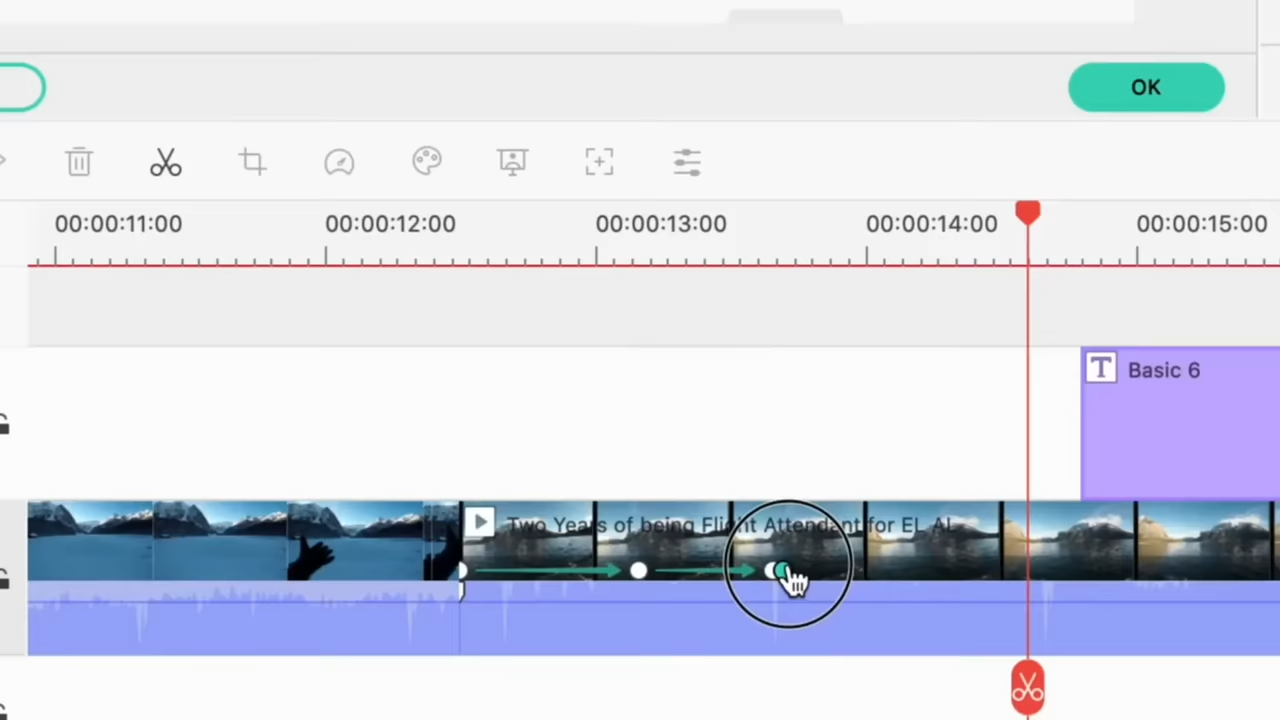 OK
00:00:11:00 00:00:12:00 00:00:13:00 00:00:14:00 00:00:15:00
T Basic 6
Two Years of being Flight Attendant for EL AL